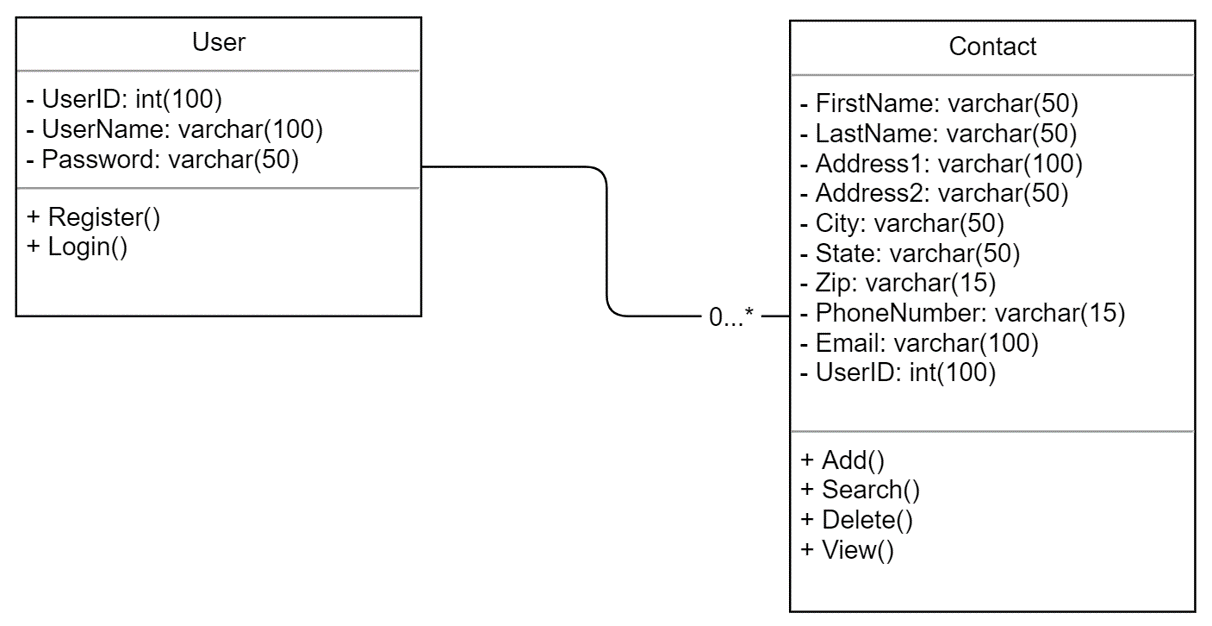 User
- UserID: int(100)
- UserName: varchar(100)
- Password: varchar(50)
+ Register()
+ Login()
0...*
Contact
- FirstName: varchar(50)
- LastName: varchar(50)
- Address1: varchar(100)
- Address2: varchar(50)
- City: varchar(50)
- State: varchar(50)
- Zip: varchar(15)
- PhoneNumber: varchar(15)
- Email: varchar(100)
- UserID: int(100)
+ Add()
+ Search()
+ Delete()
+ View()